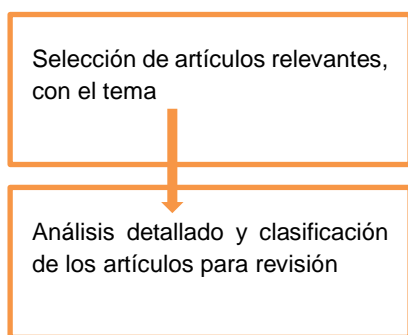 Selección de artículos relevantes,
con el tema
Análisis detallado y clasificación
de los artículos para revisión